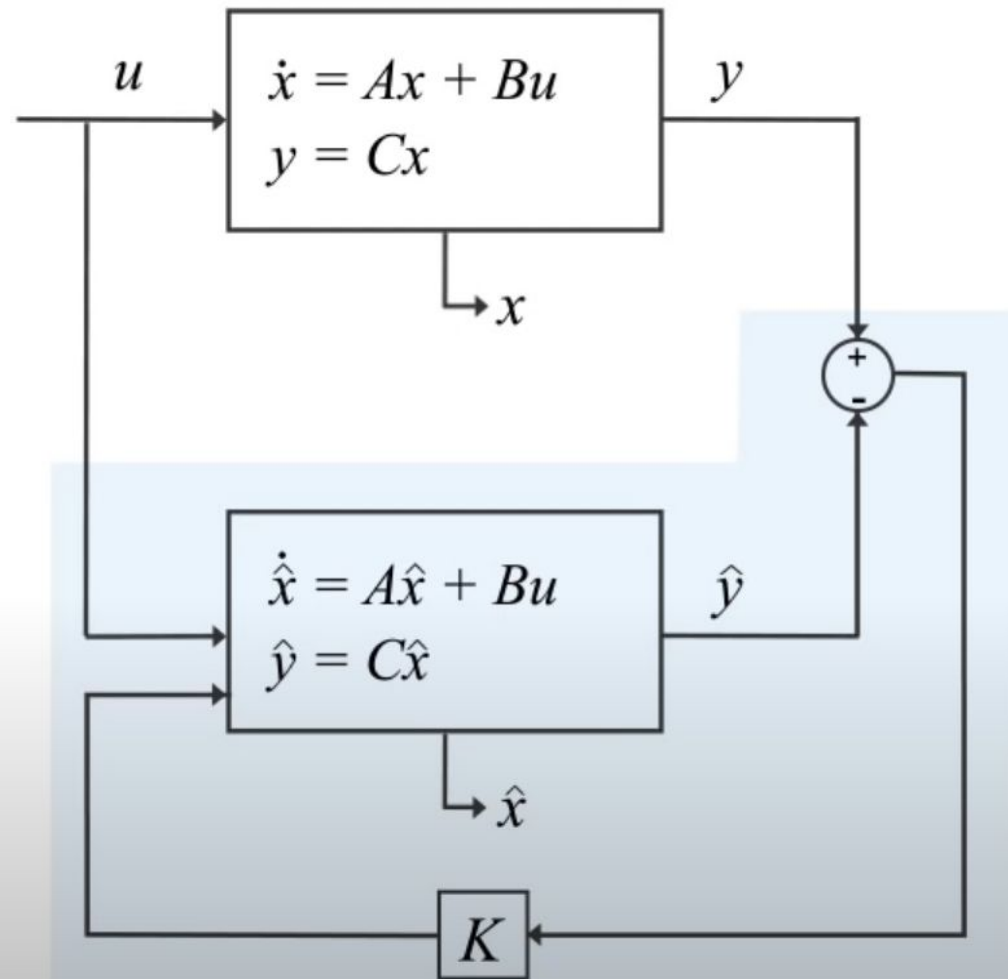 u
ẋ = Ax + Bu
y = Cx
y
x
+
-
x̂̇ = Ax̂ + Bu
ŷ = Cx̂
ŷ
x̂
K